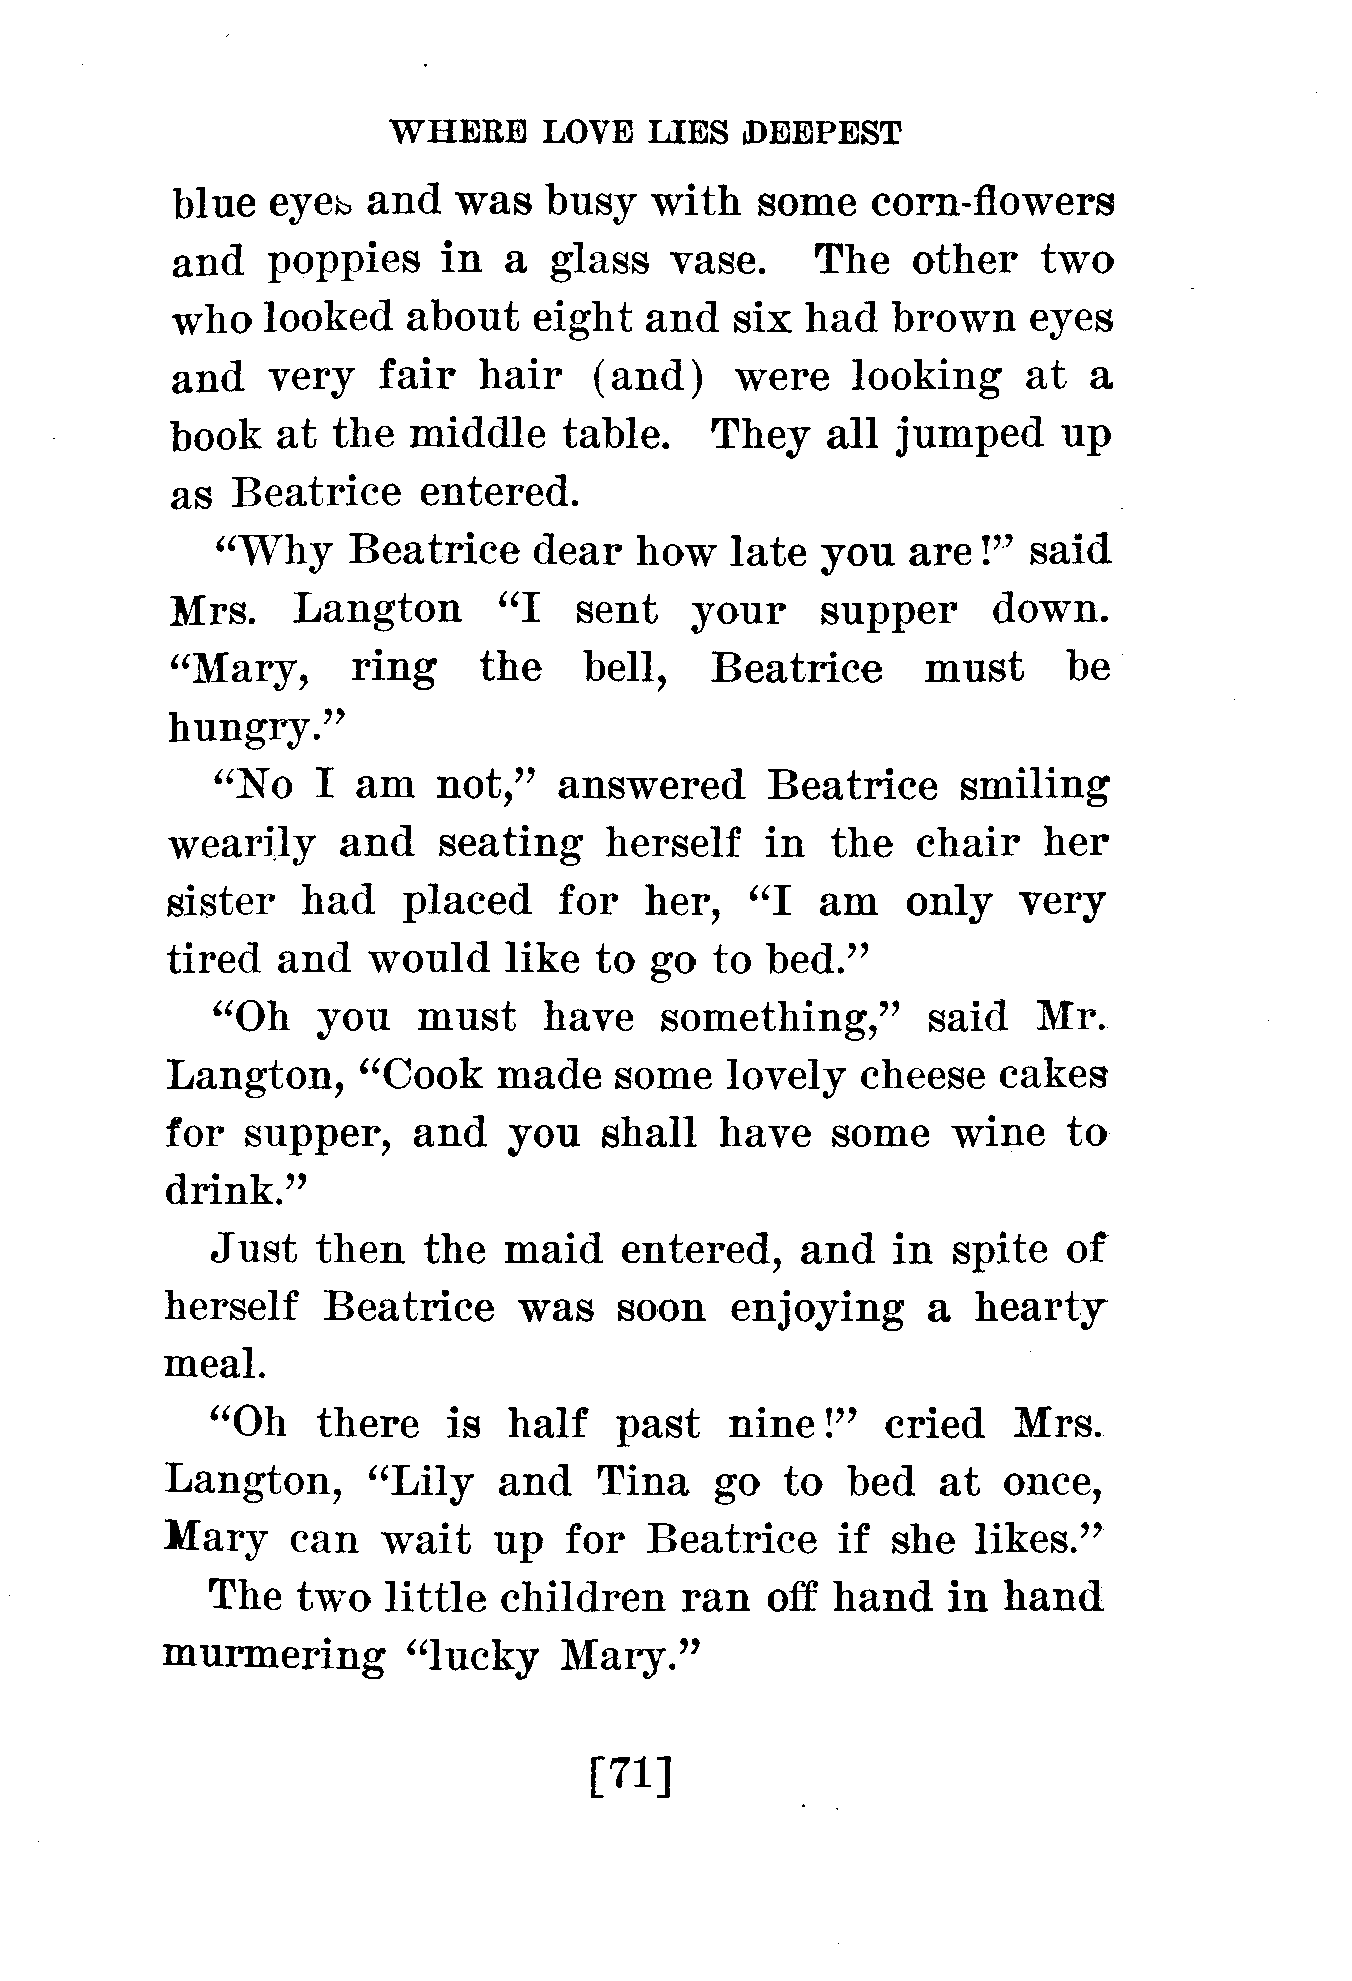 WHERE LOVE LIES DEEPEST
blue eyes and was busy with some corn-flowers
and poppies in a glass vase. The other two
who looked about eight and six had brown eyes
and very fair hair (and) were looking at a
book at the middle table. They all jumped up
as Beatrice entered.
“Why Beatrice dear how late you are!” said
Mrs. Langton “I sent your supper down.
“Mary, ring the bell, Beatrice must be
hungry.”
“No I am not,” answered Beatrice smiling
wearily and seating herself in the chair her
sister had placed for her, “I am only very
tired and would like to go to bed.”
“Oh you must have something,” said Mr.
Langton, “Cook made some lovely cheese cakes
for supper, and you shall have some wine to
drink.”
Just then the maid entered, and in spite of
herself Beatrice was soon enjoying a hearty
meal.
“Oh there is half past nine!” cried Mrs.
Langton, “Lily and Tina go to bed at once,
Mary can wait up for Beatrice if she likes.”
The two little children ran off hand in hand
murmering “lucky Mary.”
[71]